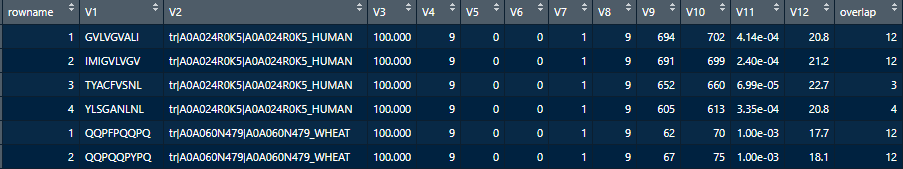 rowname V1 V2 V3 V4 V5 V6 V7 V8 V9 V10 V11 V12 overlap
1 GVLVGVALI tr|A0A024R0K5|A0A024R0K5_HUMAN 100.000 9 0 0 1 9 694 702 4.14e-04 20.8 12
2 IMIGVLVGV tr|A0A024R0K5|A0A024R0K5_HUMAN 100.000 9 0 0 1 9 691 699 2.40e-04 21.2 12
3 TYACFVSNL tr|A0A024R0K5|A0A024R0K5_HUMAN 100.000 9 0 0 1 9 652 660 6.99e-05 22.7 3
4 YLSGANLNL tr|A0A024R0K5|A0A024R0K5_HUMAN 100.000 9 0 0 1 9 605 613 3.35e-04 20.8 4
1 QQPFPQQPQ tr|A0A060N479|A0A060N479_WHEAT 100.000 9 0 0 1 9 62 70 1.00e-03 17.7 12
2 QQPQQPYPQ tr|A0A060N479|A0A060N479_WHEAT 100.000 9 0 0 1 9 67 75 1.00e-03 18.1 12